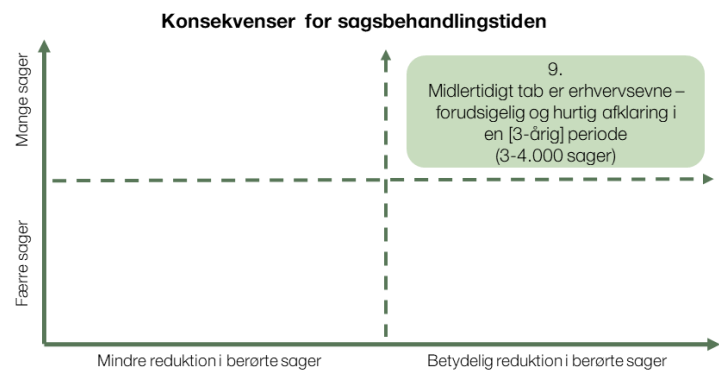 Konsekvenser for sagsbehandlingstiden
Mange sager
9.
Midlertidigt tab er erhvervsevne –
forudsigelig og hurtig afklaring i
en [3-årig] periode
(3-4.000 sager)
Færre sager
Mindre reduktion i berørte sager
Betydelig reduktion i berørte sager